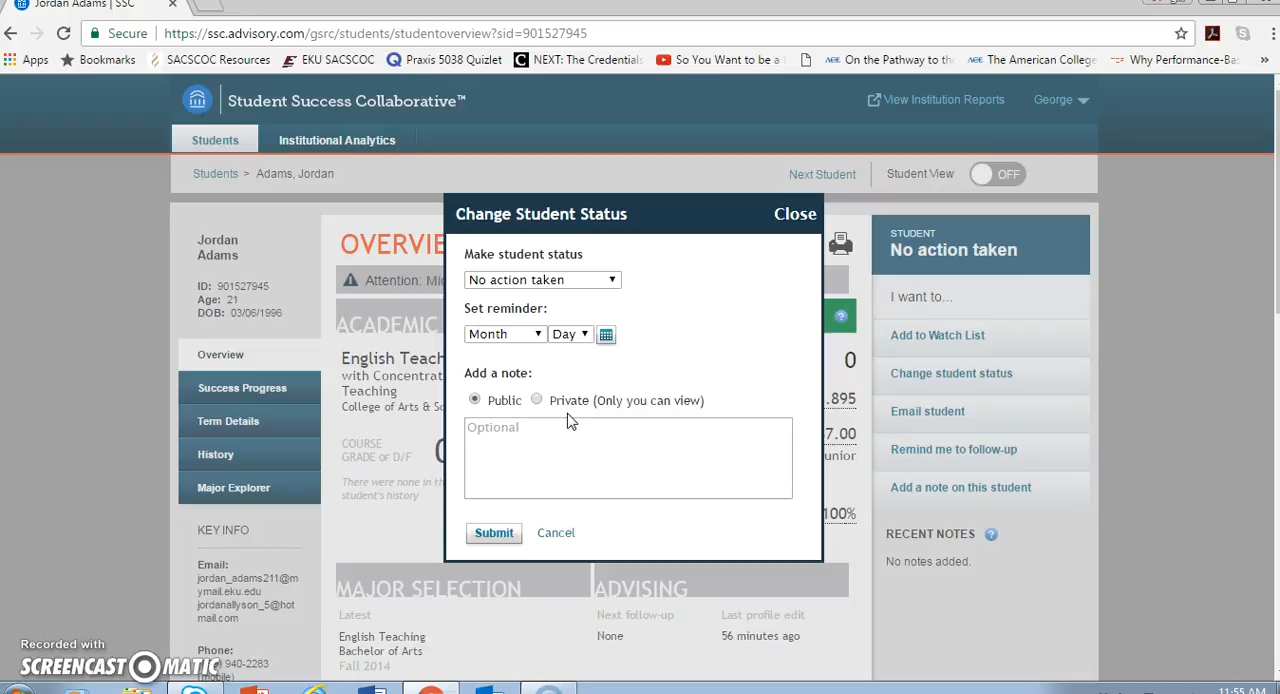 Jordan Adams | SSC
Secure
https://ssc.advisory.com/gsrc/students/studentoverview?sid=901527945
Apps
Bookmarks
SACSCOC Resources
EKU SACSCOC
Praxis 5038 Quizlet
NEXT: The Credentials
So You Want to be a
On the Pathway to the
The American College
Why Performance-Bas
Student Success Collaborative™
View Institution Reports
George
Students
Institutional Analytics
Students > Adams, Jordan
Next Student
Student View
OFF
Jordan
Adams
ID: 901527945
Age: 21
DOB: 03/06/1996
Overview
Success Progress
Term Details
History
Major Explorer
KEY INFO
Email:
jordan_adams211@m
ymail.eku.edu
jordanallyson_5@hot
mail.com
Phone:
940-2283
(mobile)
OVERVIE
Attention: Mi
ACADEMIC
English Teach
with Concentrat
Teaching
College of Arts & Sc
COURSE
GRADE OF D/F
There were none in th
student's history
0
.895
7.00
unior
100%
Change Student Status
Close
Make student status
No action taken
Set reminder:
Month
Day
Add a note:
Public
Private (Only you can view)
Optional
Submit
Cancel
MAJOR SELECTION
Latest
English Teaching
Bachelor of Arts
Fall 2014
ADVISING
Next follow-up
None
Last profile edit
56 minutes ago
STUDENT
No action taken
I want to...
Add to Watch List
Change student status
Email student
Remind me to follow-up
Add a note on this student
RECENT NOTES
No notes added.
Recorded with
SCREENCAST-O-MATIC
11:55 AM